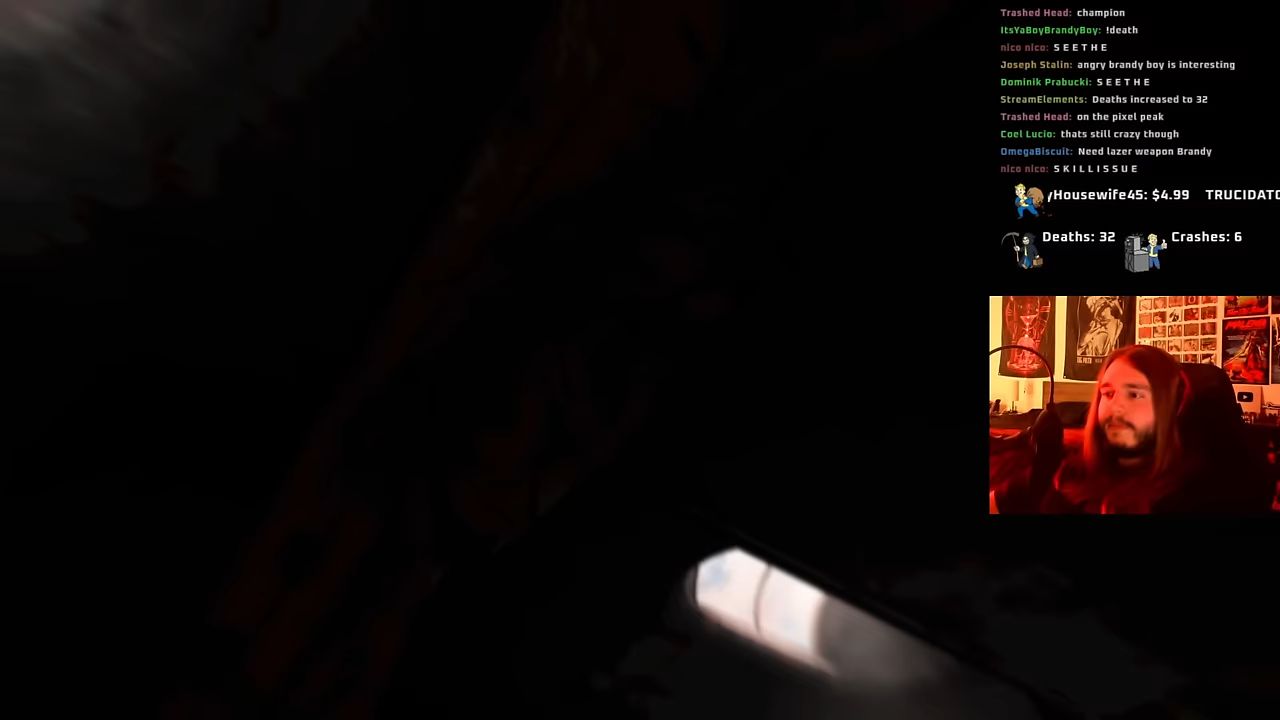 Trashed Head: champion
ItsYaBoyBrandyBoy: !death
nico nico: S E E T H E
Joseph Stalin: angry brandy boy is interesting
Dominik Prabucki: S E E T H E
StreamElements: Deaths increased to 32
Trashed Head: on the pixel peak
Coel Lucio: thats still crazy though
OmegaBiscuit: Need lazer weapon Brandy
nico nico: S K I L L I S S U E
yHousewife45: $4.99 TRUCIDATO
Deaths: 32 Crashes: 6